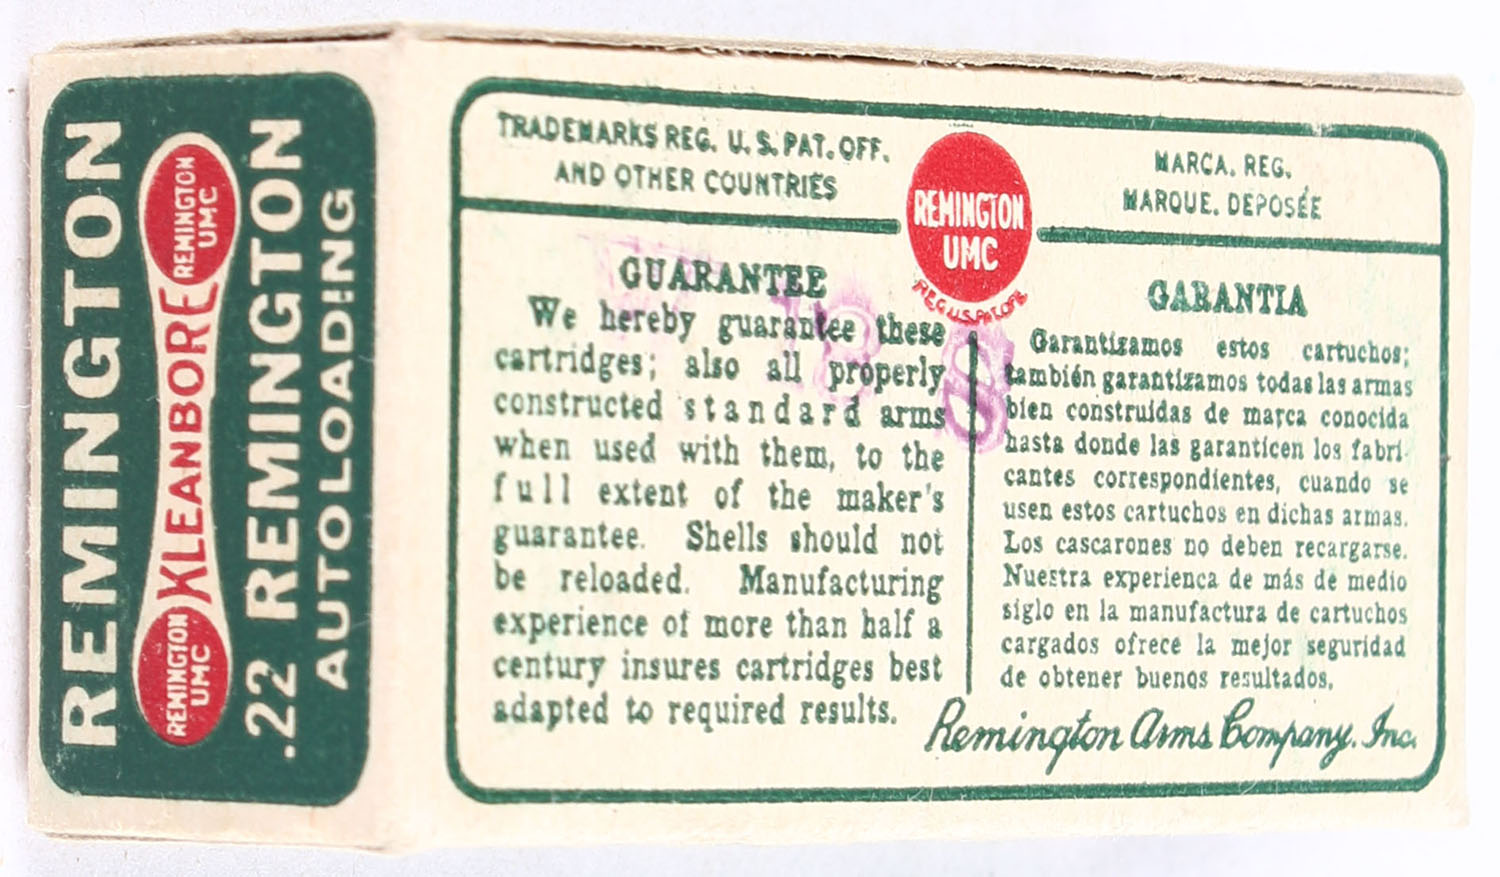 REMINGTON
REMINGTON
UMC
KLEANBORE
REMINGTON
UMC
.22 REMINGTON
AUTOLOADING
TRADEMARKS REG. U.S. PAT. OFF.
AND OTHER COUNTRIES
REMINGTON
UMC
REG. U.S. PAT. OFF.
MARCA. REG.
MARQUE. DEPOSÉE
GUARANTEE
We hereby guarantee these
cartridges; also all properly
constructed standard arms
when used with them, to the
full extent of the maker's
guarantee. Shells should not
be reloaded. Manufacturing
experience of more than half a
century insures cartridges best
adapted to required results.
GARANTIA
Garantizamos estos cartuchos;
también garantizamos todas las armas
bien construidas de marca conocida
hasta donde las garanticen los fabri-
cantes correspondientes, cuando se
usen estos cartuchos en dichas armas.
Los cascarones no deben recargarse.
Nuestra experienca de más de medio
siglo en la manufactura de cartuchos
cargados ofrece la mejor seguridad
de obtener buenos resultados.
Remington Arms Company, Inc.